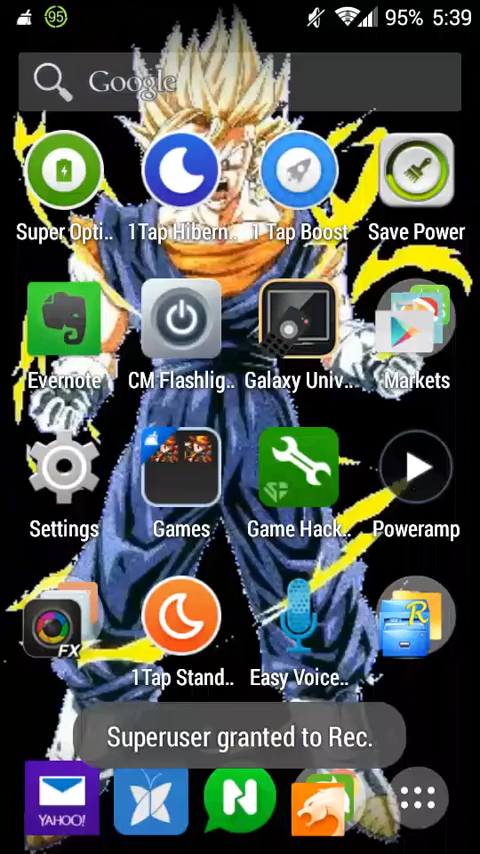 95
95% 5:39
Google
Super Opti..
1Tap Hibern..
1 Tap Boost
Save Power
Evernote
CM Flashlig..
Galaxy Univ..
Markets
Settings
Games
Game Hack..
Poweramp
FX
R
1Tap Stand..
Easy Voice..
Superuser granted to Rec.
YAHOO!
N